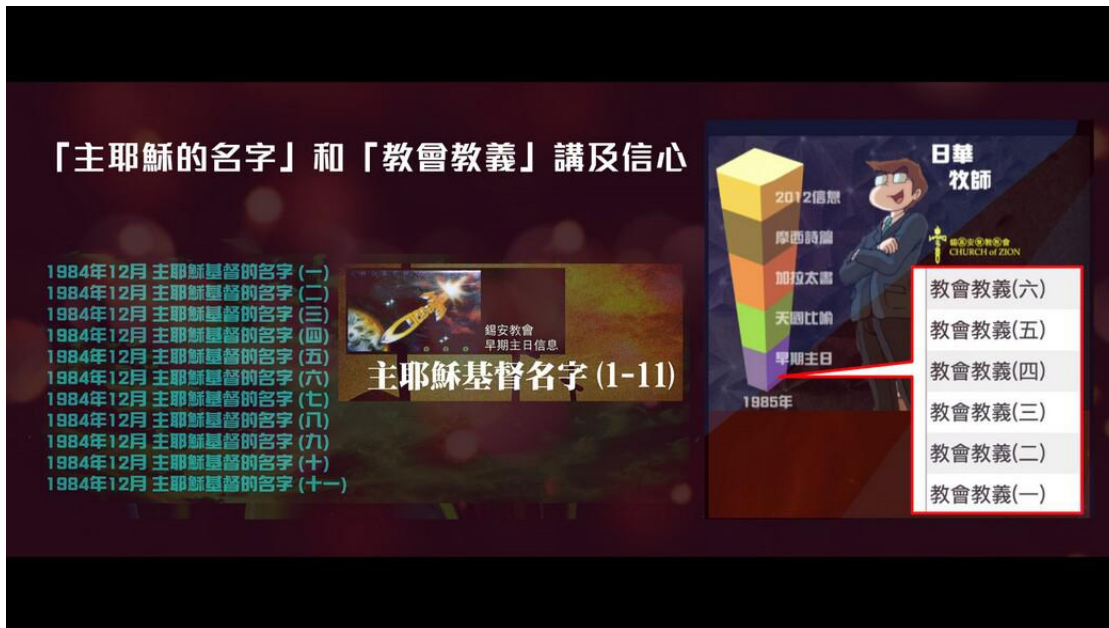 「主耶穌的名字」和「教會教義」講及信心
1984年12月 主耶穌基督的名字 (一)
1984年12月 主耶穌基督的名字 (二)
1984年12月 主耶穌基督的名字 (三)
1984年12月 主耶穌基督的名字 (四)
1984年12月 主耶穌基督的名字 (五)
1984年12月 主耶穌基督的名字 (六)
1984年12月 主耶穌基督的名字 (七)
1984年12月 主耶穌基督的名字 (八)
1984年12月 主耶穌基督的名字 (九)
1984年12月 主耶穌基督的名字 (十)
1984年12月 主耶穌基督的名字 (十一)
錫安教會
早期主日信息
主耶穌基督名字 (1-11)
日華
牧師
2012信息
摩西詩篇
加拉太書
天國比喻
早期主日
1985年
CHURCH of ZION
教會教義(六)
教會教義(五)
教會教義(四)
教會教義(三)
教會教義(二)
教會教義(一)